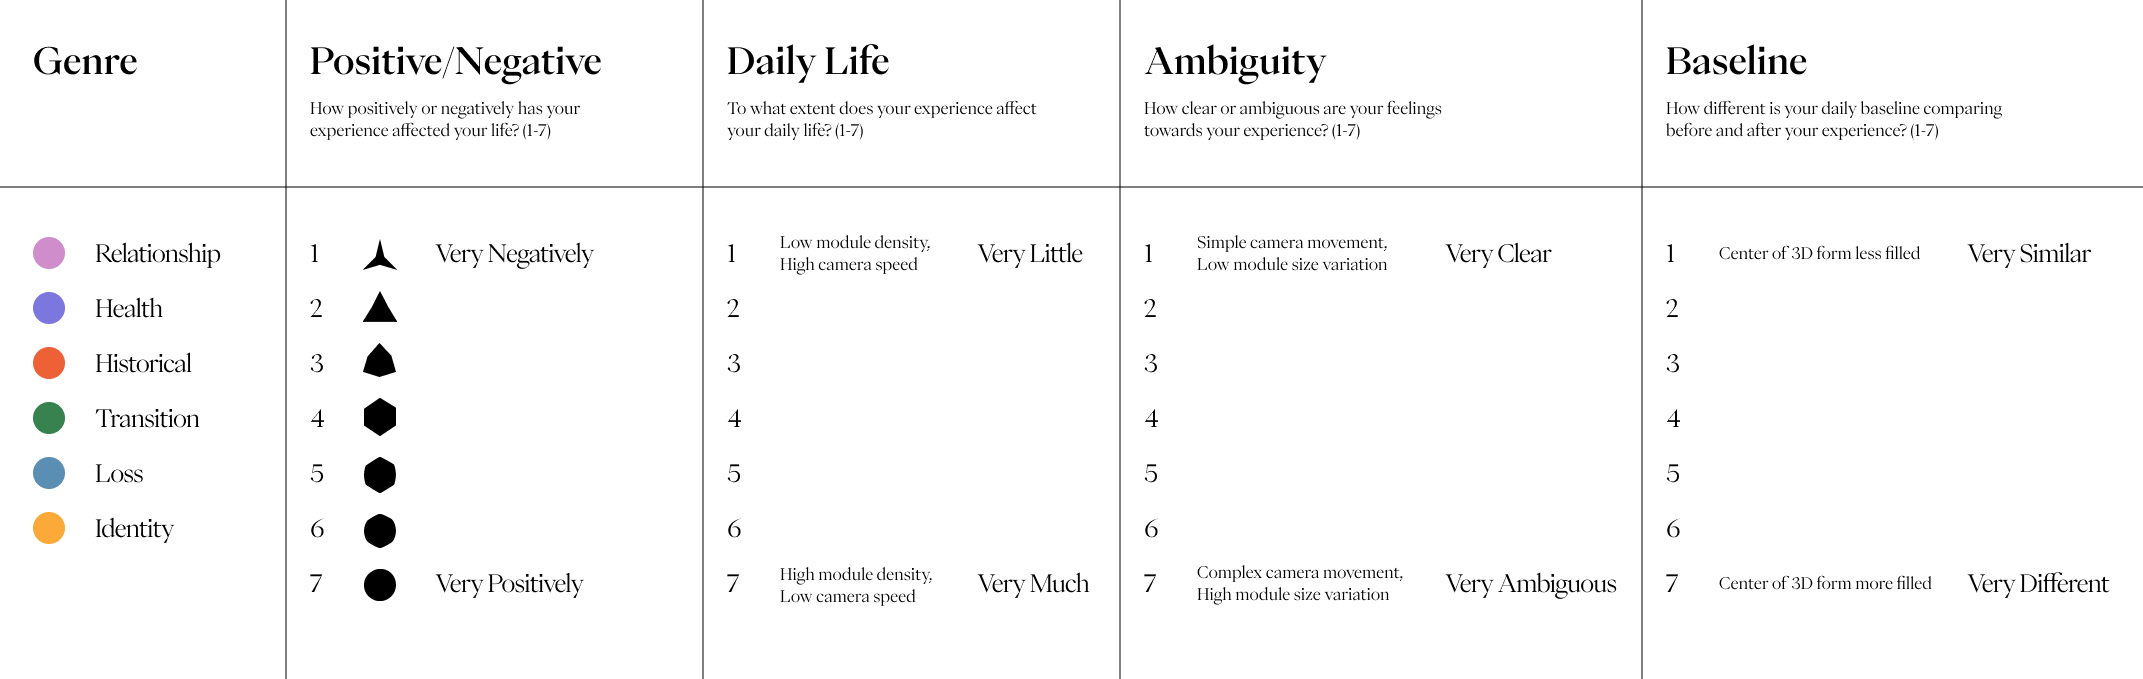 Genre
Positive/Negative
How positively or negatively has your
experience affected your life? (1-7)
Daily Life
To what extent does your experience affect
your daily life? (1-7)
Ambiguity
How clear or ambiguous are your feelings
towards your experience? (1-7)
Baseline
How different is your daily baseline comparing
before and after your experience? (1-7)
Relationship
Health
Historical
Transition
Loss
Identity
1 Very Negatively
2
3
4
5
6
7 Very Positively
1 Low module density,
High camera speed
Very Little
2
3
4
5
6
7 High module density,
Low camera speed
Very Much
1 Simple camera movement,
Low module size variation
Very Clear
2
3
4
5
6
7 Complex camera movement,
High module size variation
Very Ambiguous
1 Center of 3D form less filled Very Similar
2
3
4
5
6
7 Center of 3D form more filled Very Different